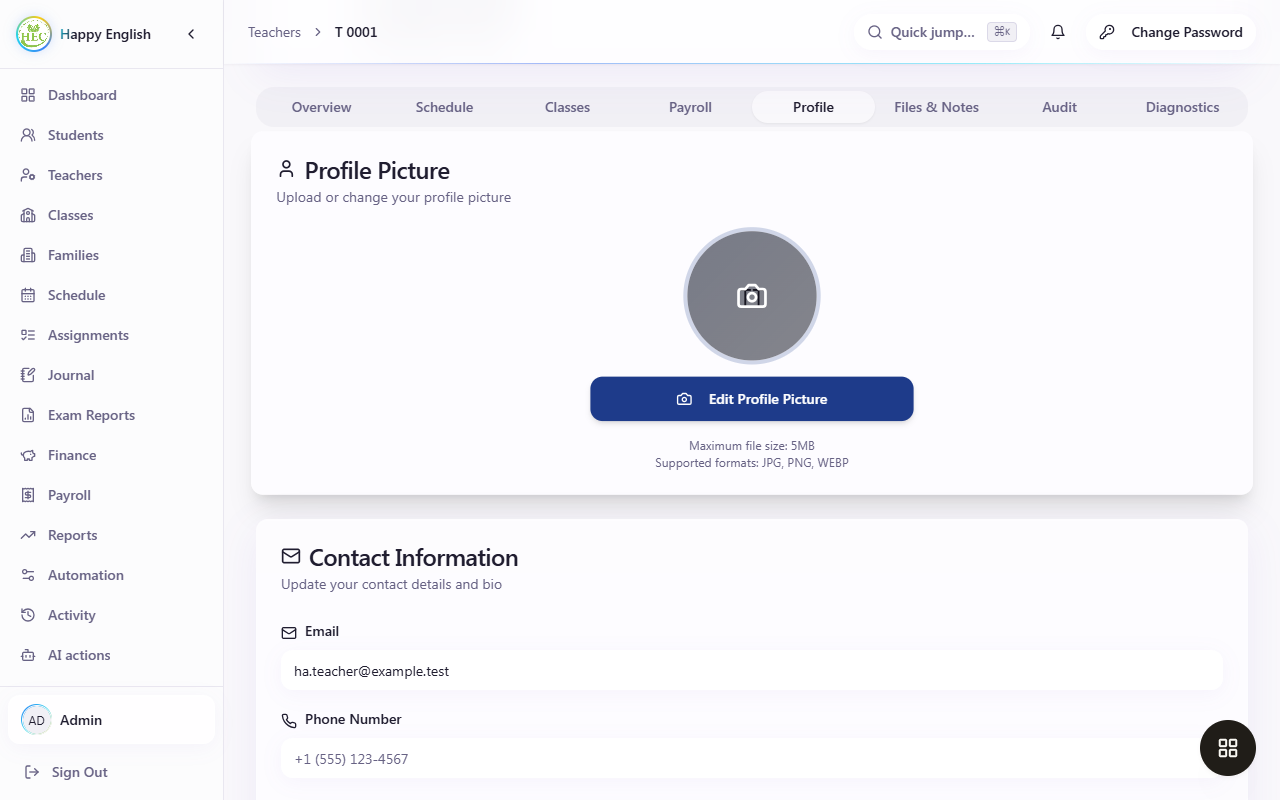 HEC
Happy English
Teachers
T 0001
Quick jump...
⌘K
Change Password
Dashboard
Students
Teachers
Classes
Families
Schedule
Assignments
Journal
Exam Reports
Finance
Payroll
Reports
Automation
Activity
AI actions
AD
Admin
Sign Out
Overview
Schedule
Classes
Payroll
Profile
Files & Notes
Audit
Diagnostics
Profile Picture
Upload or change your profile picture
Edit Profile Picture
Maximum file size: 5MB
Supported formats: JPG, PNG, WEBP
Contact Information
Update your contact details and bio
Email
ha.teacher@example.test
Phone Number
+1 (555) 123-4567